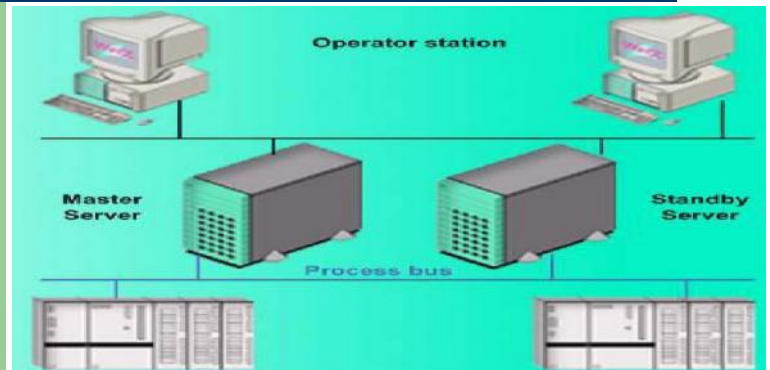 Operator station
Master
Server
Standby
Server
Process bus